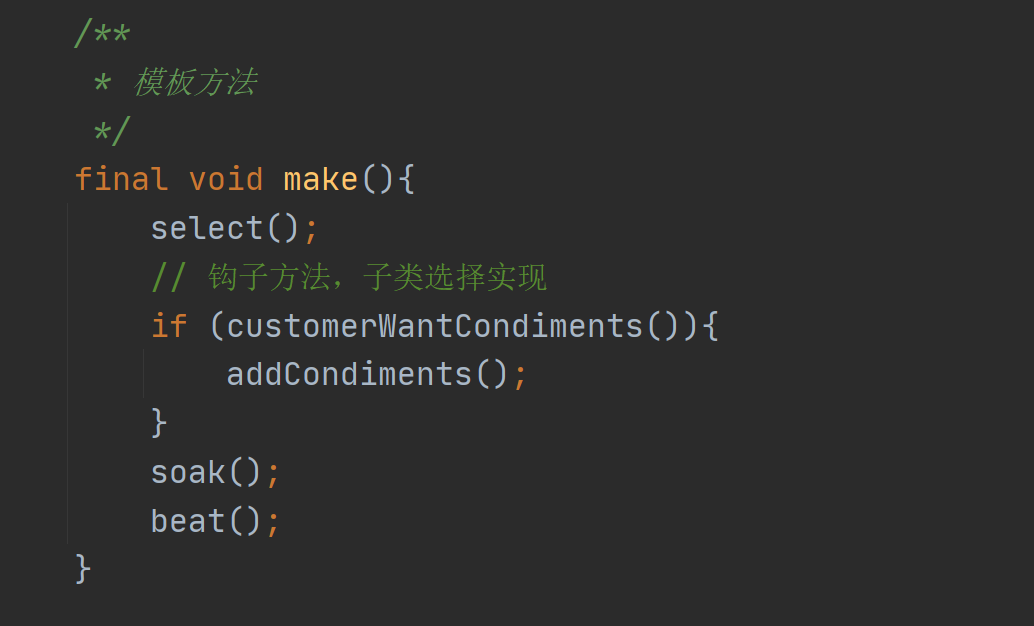 /**
 * 模板方法
 */
final void make(){
    select();
    // 钩子方法，子类选择实现
    if (customerWantCondiments()){
        addCondiments();
    }
    soak();
    beat();
}